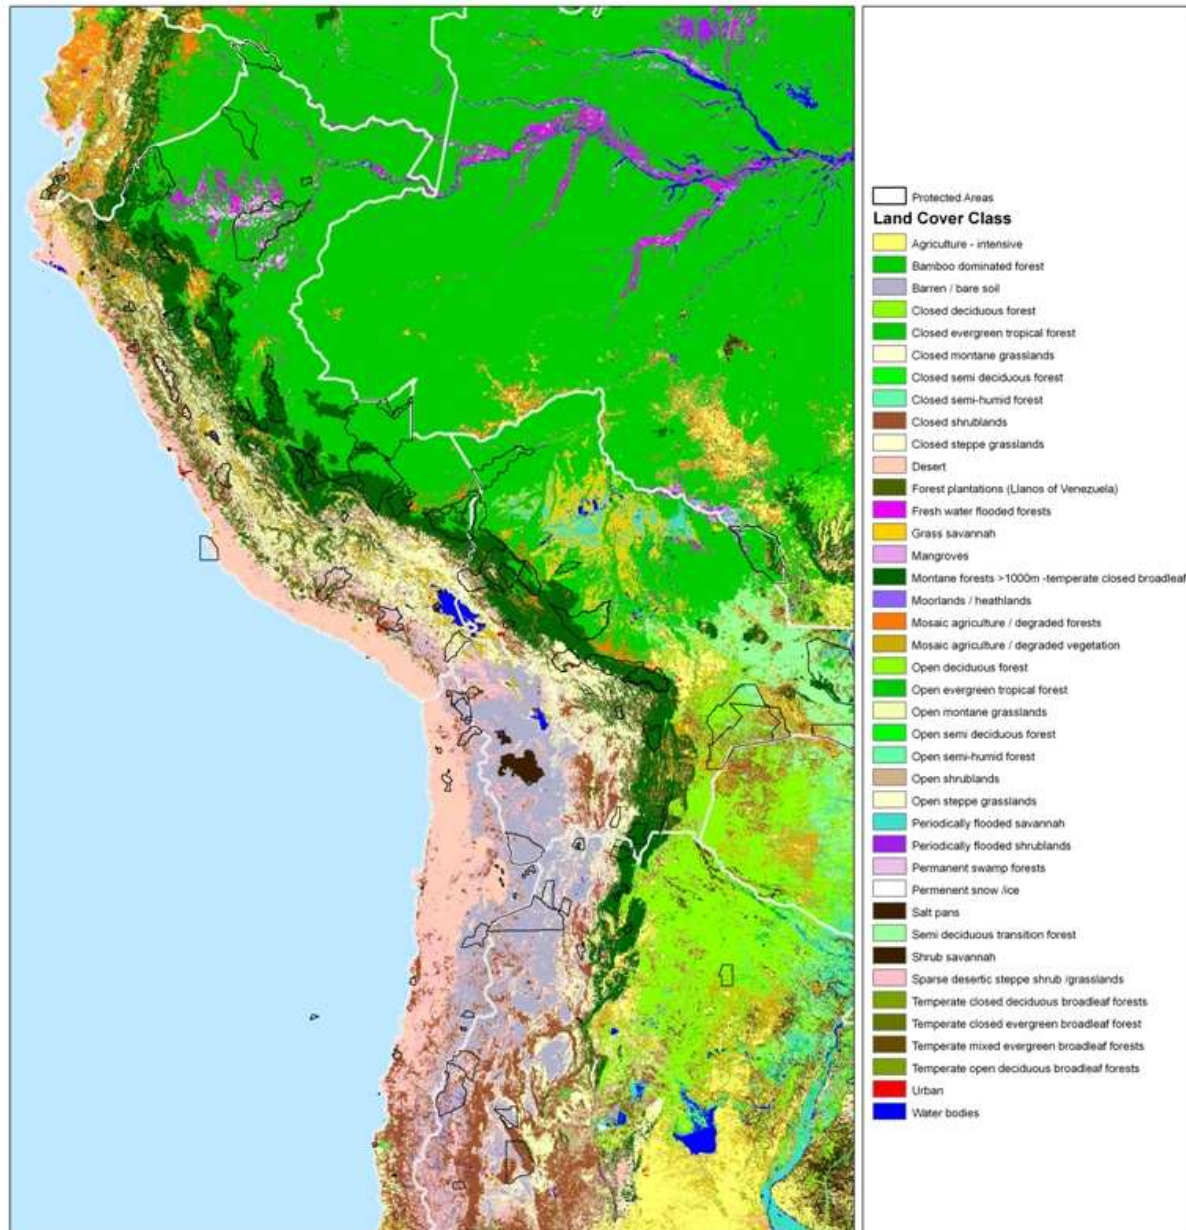 Protected Areas
Land Cover Class
Agriculture - intensive
Bamboo dominated forest
Barren / bare soil
Closed deciduous forest
Closed evergreen tropical forest
Closed montane grasslands
Closed semi deciduous forest
Closed semi-humid forest
Closed shrublands
Closed steppe grasslands
Desert
Forest plantations (Llanos of Venezuela)
Fresh water flooded forests
Grass savannah
Mangroves
Montane forests >1000m -temperate closed broadleaf
Moorlands / heathlands
Mosaic agriculture / degraded forests
Mosaic agriculture / degraded vegetation
Open deciduous forest
Open evergreen tropical forest
Open montane grasslands
Open semi deciduous forest
Open semi-humid forest
Open shrublands
Open steppe grasslands
Periodically flooded savannah
Periodically flooded shrublands
Permanent swamp forests
Permenent snow /ice
Salt pans
Semi deciduous transition forest
Shrub savannah
Sparse desertic steppe shrub /grasslands
Temperate closed deciduous broadleaf forests
Temperate closed evergreen broadleaf forest
Temperate mixed evergreen broadleaf forests
Temperate open deciduous broadleaf forests
Urban
Water bodies